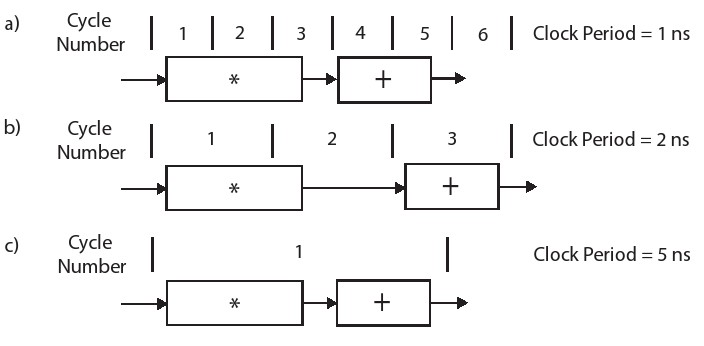 a) Cycle Number 1 2 3 4 5 6 Clock Period = 1 ns
* +
b) Cycle Number 1 2 3 Clock Period = 2 ns
* +
c) Cycle Number 1 Clock Period = 5 ns
* +